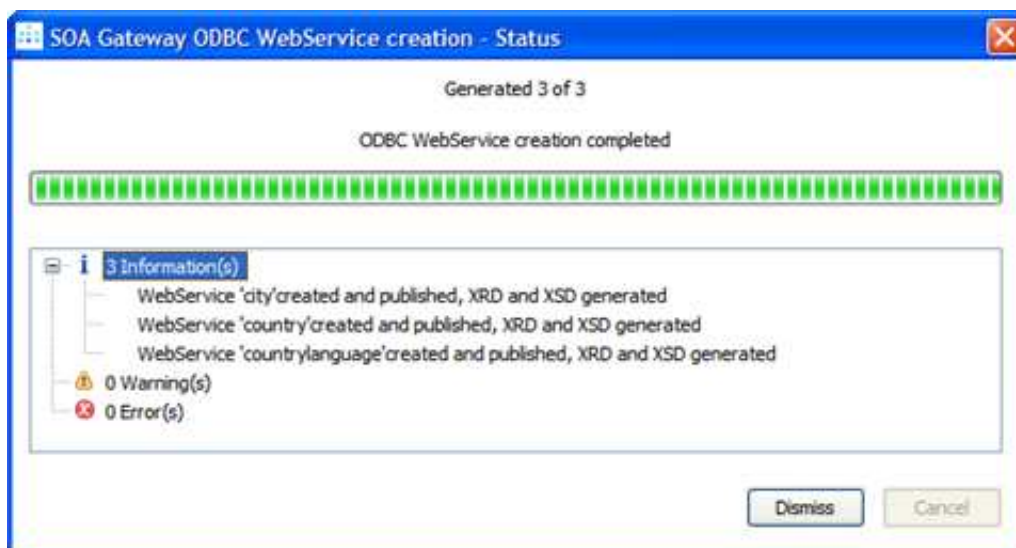 SOA Gateway ODBC WebService creation - Status
Generated 3 of 3
ODBC WebService creation completed
3 Information(s)
WebService 'city'created and published, XRD and XSD generated
WebService 'country'created and published, XRD and XSD generated
WebService 'countrylanguage'created and published, XRD and XSD generated
0 Warning(s)
0 Error(s)
Dismiss Cancel